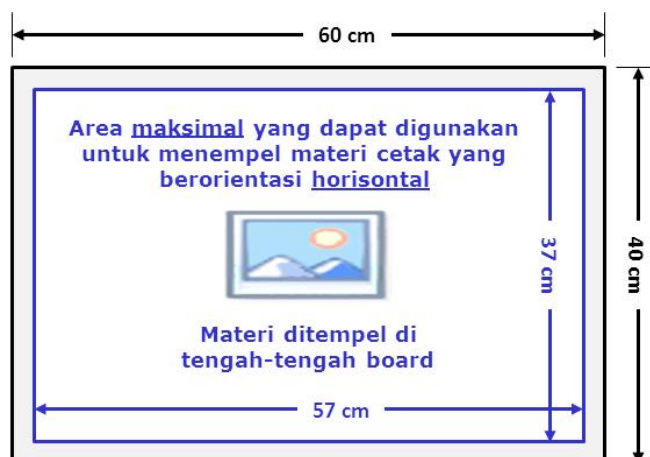 60 cm
Area maksimal yang dapat digunakan
untuk menempel materi cetak yang
berorientasi horisontal
37 cm
40 cm
Materi ditempel di
tengah-tengah board
57 cm